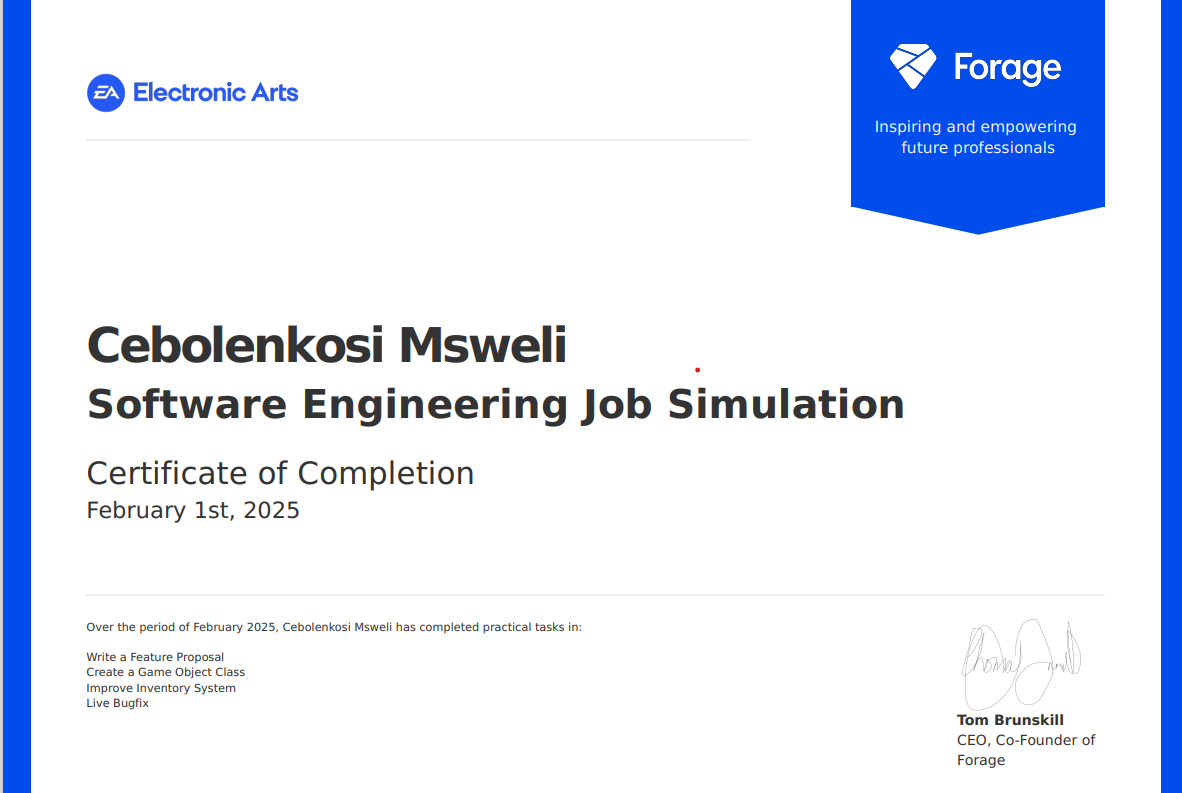 EA Electronic Arts
Forage
Inspiring and empowering
future professionals
Cebolenkosi Msweli
Software Engineering Job Simulation
Certificate of Completion
February 1st, 2025
Over the period of February 2025, Cebolenkosi Msweli has completed practical tasks in:
Write a Feature Proposal
Create a Game Object Class
Improve Inventory System
Live Bugfix
Tom Brunskill
CEO, Co-Founder of
Forage